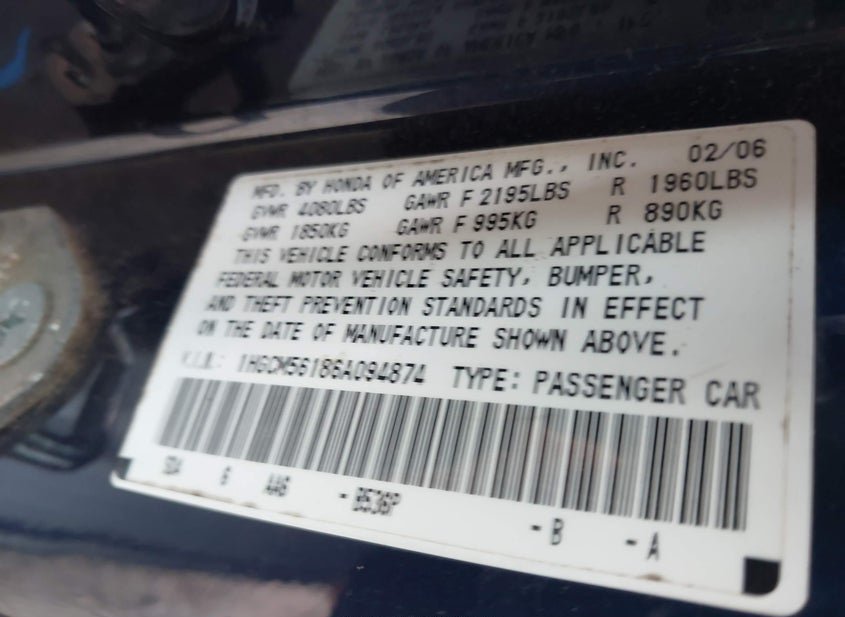 MFD. BY HONDA OF AMERICA MFG., INC. 02/06
GVWR 4080LBS GAWR F 2195LBS R 1960LBS
GVWR 1850KG GAWR F 995KG R 890KG
THIS VEHICLE CONFORMS TO ALL APPLICABLE
FEDERAL MOTOR VEHICLE SAFETY, BUMPER,
AND THEFT PREVENTION STANDARDS IN EFFECT
ON THE DATE OF MANUFACTURE SHOWN ABOVE.
V.I.N.: 1HGCM56186A094874 TYPE: PASSENGER CAR
SDA 6 AA6 - B536P - B - A